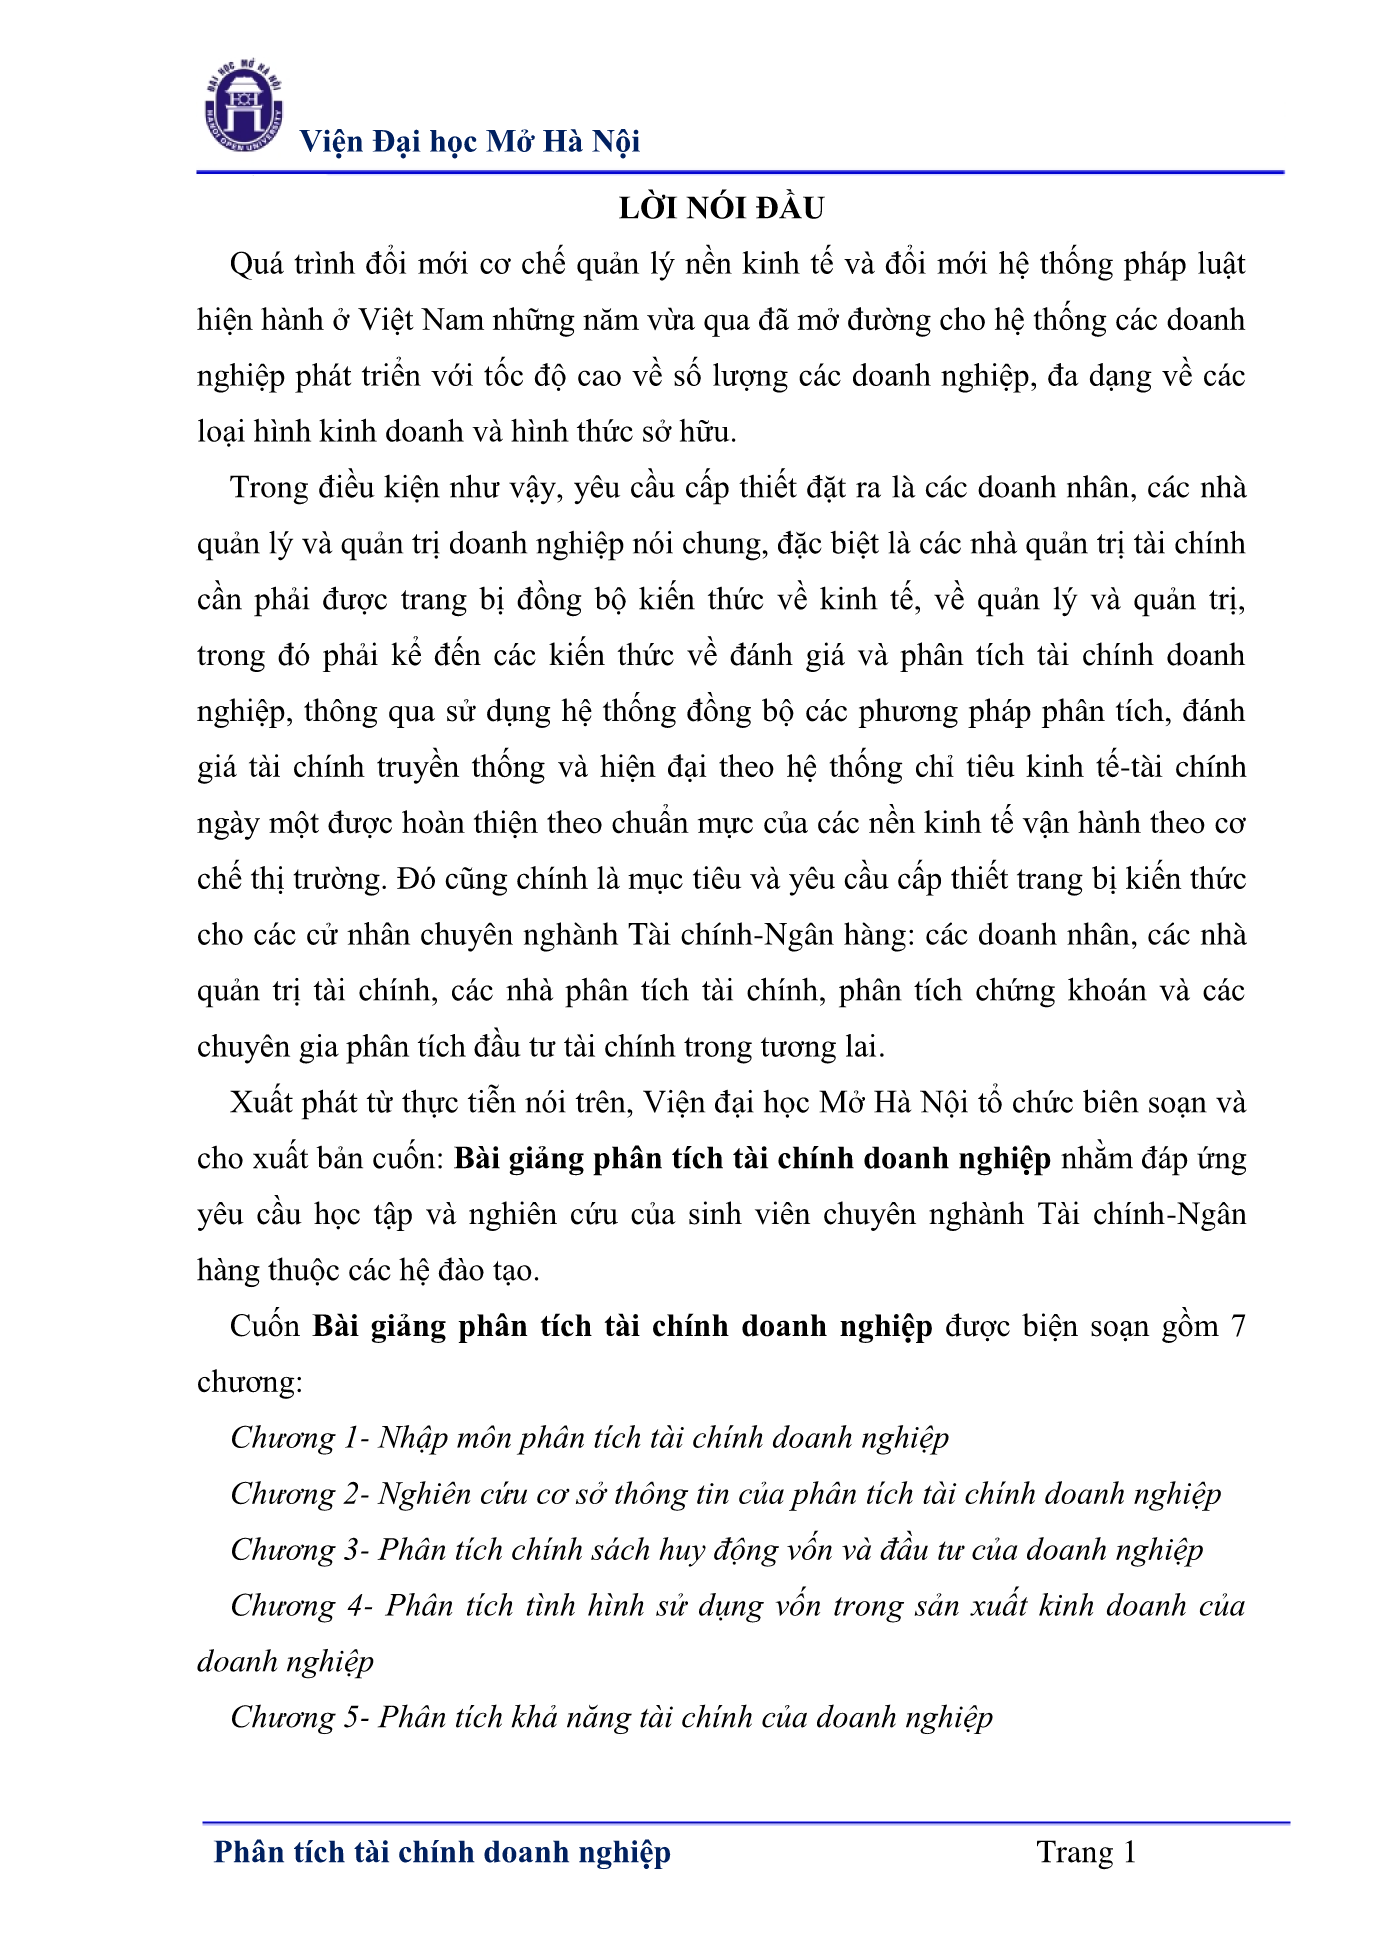 ĐẠI HỌC MỞ HÀ NỘI
HANOI OPEN UNIVERSITY
Viện Đại học Mở Hà Nội
LỜI NÓI ĐẦU
Quá trình đổi mới cơ chế quản lý nền kinh tế và đổi mới hệ thống pháp luật
hiện hành ở Việt Nam những năm vừa qua đã mở đường cho hệ thống các doanh
nghiệp phát triển với tốc độ cao về số lượng các doanh nghiệp, đa dạng về các
loại hình kinh doanh và hình thức sở hữu.
Trong điều kiện như vậy, yêu cầu cấp thiết đặt ra là các doanh nhân, các nhà
quản lý và quản trị doanh nghiệp nói chung, đặc biệt là các nhà quản trị tài chính
cần phải được trang bị đồng bộ kiến thức về kinh tế, về quản lý và quản trị,
trong đó phải kể đến các kiến thức về đánh giá và phân tích tài chính doanh
nghiệp, thông qua sử dụng hệ thống đồng bộ các phương pháp phân tích, đánh
giá tài chính truyền thống và hiện đại theo hệ thống chỉ tiêu kinh tế-tài chính
ngày một được hoàn thiện theo chuẩn mực của các nền kinh tế vận hành theo cơ
chế thị trường. Đó cũng chính là mục tiêu và yêu cầu cấp thiết trang bị kiến thức
cho các cử nhân chuyên nghành Tài chính-Ngân hàng: các doanh nhân, các nhà
quản trị tài chính, các nhà phân tích tài chính, phân tích chứng khoán và các
chuyên gia phân tích đầu tư tài chính trong tương lai.
Xuất phát từ thực tiễn nói trên, Viện đại học Mở Hà Nội tổ chức biên soạn và
cho xuất bản cuốn: Bài giảng phân tích tài chính doanh nghiệp nhằm đáp ứng
yêu cầu học tập và nghiên cứu của sinh viên chuyên nghành Tài chính-Ngân
hàng thuộc các hệ đào tạo.
Cuốn Bài giảng phân tích tài chính doanh nghiệp được biện soạn gồm 7
chương:
Chương 1- Nhập môn phân tích tài chính doanh nghiệp
Chương 2- Nghiên cứu cơ sở thông tin của phân tích tài chính doanh nghiệp
Chương 3- Phân tích chính sách huy động vốn và đầu tư của doanh nghiệp
Chương 4- Phân tích tình hình sử dụng vốn trong sản xuất kinh doanh của
doanh nghiệp
Chương 5- Phân tích khả năng tài chính của doanh nghiệp
Phân tích tài chính doanh nghiệp Trang 1